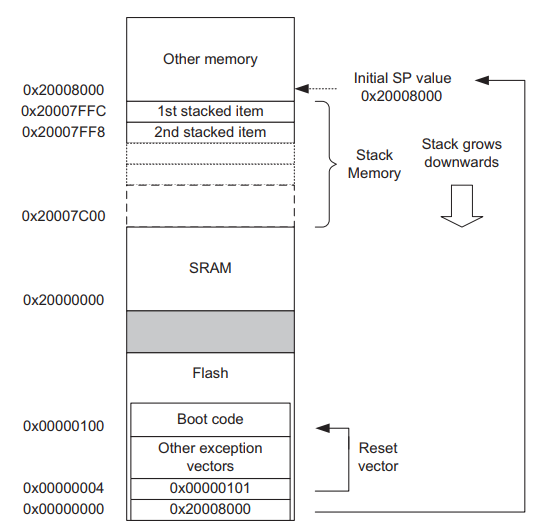 Other memory
0x20008000
Initial SP value
0x20008000
0x20007FFC
1st stacked item
0x20007FF8
2nd stacked item
Stack
Memory
Stack grows
downwards
0x20007C00
SRAM
0x20000000
Flash
0x00000100
Boot code
Other exception
vectors
Reset
vector
0x00000004
0x00000101
0x00000000
0x20008000